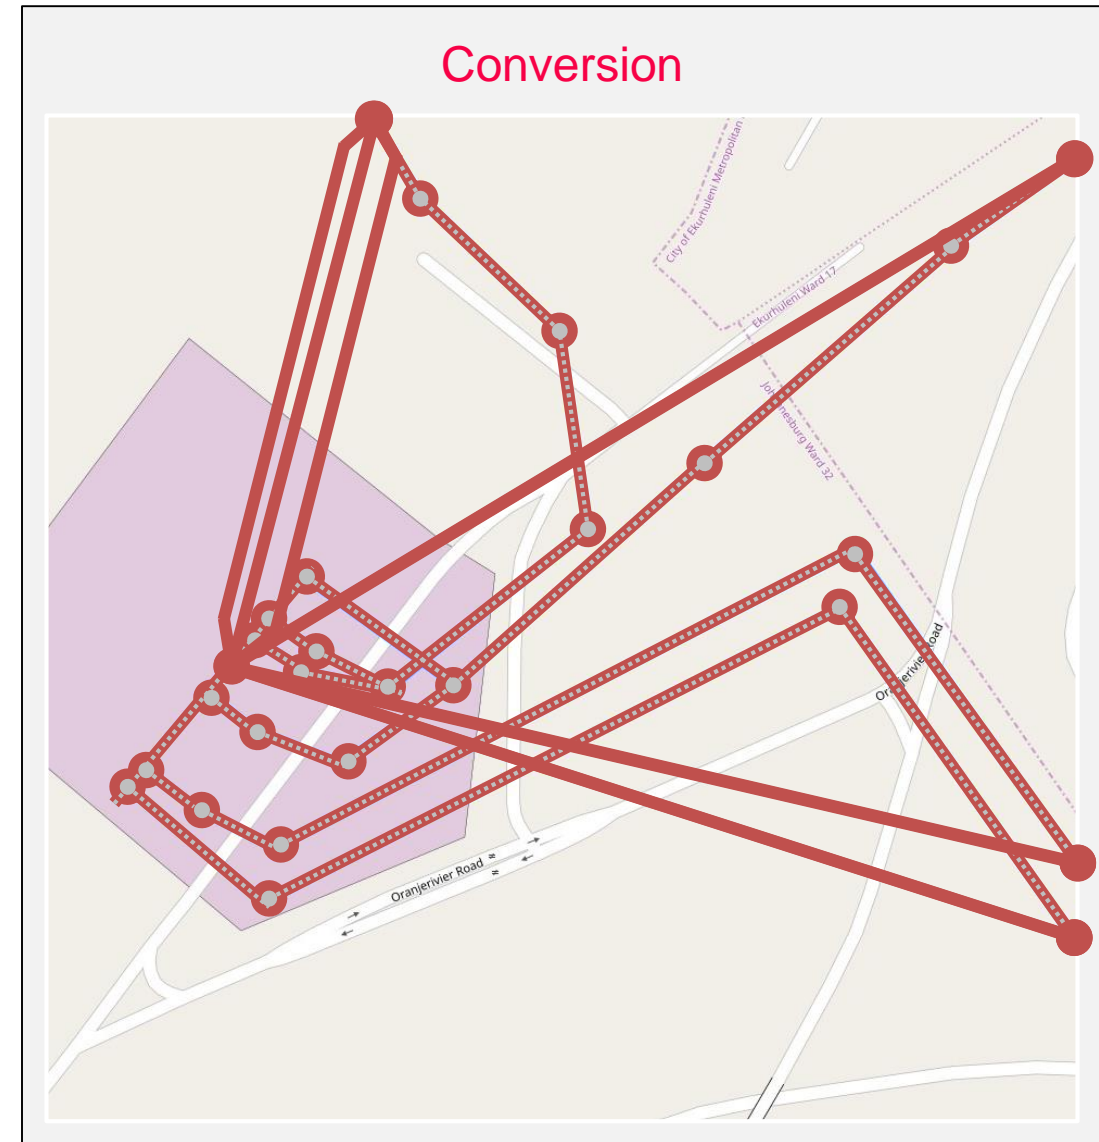 Conversion
City of Ekurhuleni Metropolitan
Ekurhuleni Ward 17
Johannesburg Ward 32
Oranjerivier Road
Oranjerivier Road